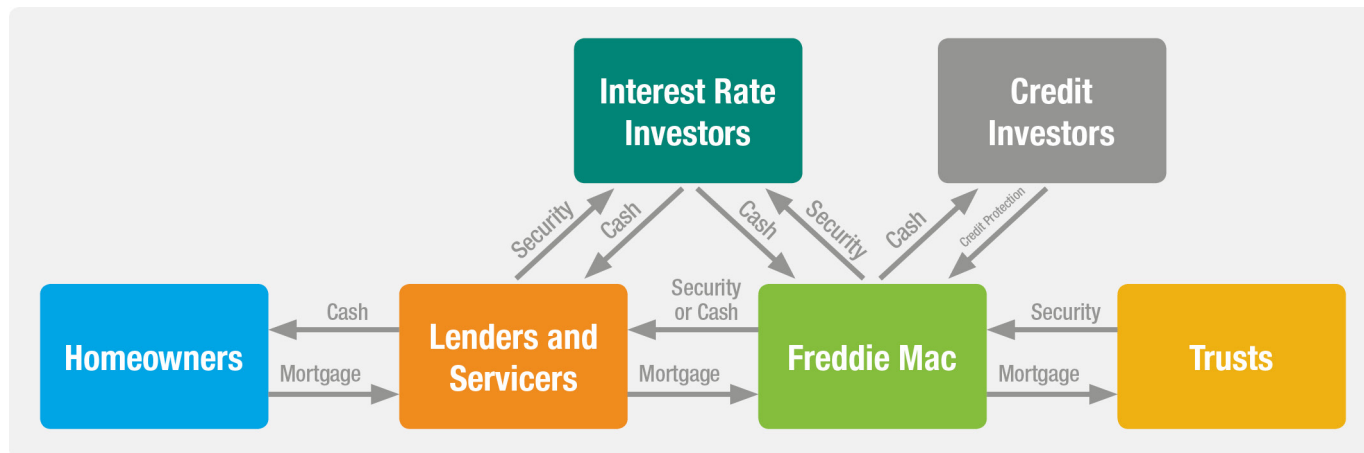 Interest Rate
Investors
Credit
Investors
Security
Cash
Cash
Security
Cash
Credit Protection
Homeowners
Cash
Mortgage
Lenders and
Servicers
Security
or Cash
Mortgage
Freddie Mac
Security
Mortgage
Trusts